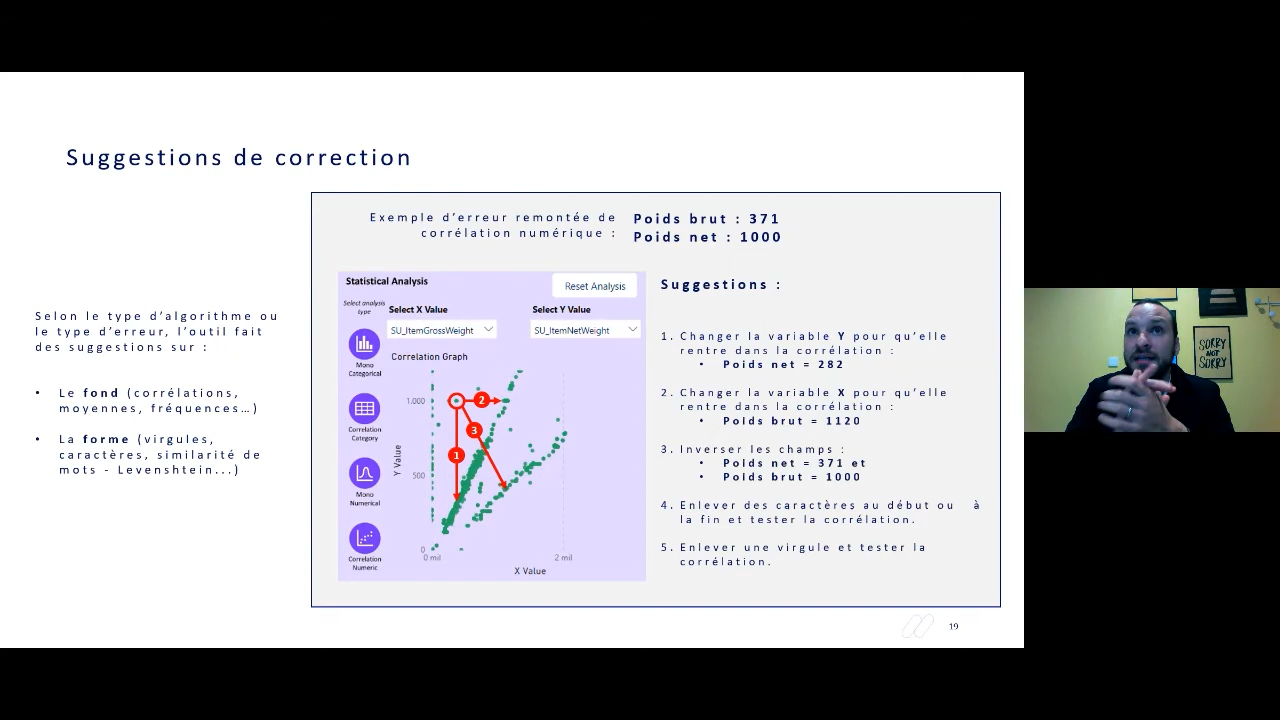 Suggestions de correction
Exemple d'erreur remontée de
corrélation numérique :
Poids brut : 371
Poids net : 1000
Selon le type d'algorithme ou
le type d'erreur, l'outil fait
des suggestions sur :
• Le fond (corrélations,
moyennes, fréquences…)
• La forme (virgules,
caractères, similarité de
mots - Levenshtein...)
Statistical Analysis
Reset Analysis
Select analysis
type
Select X Value
Select Y Value
SU_ItemGrossWeight
SU_ItemNetWeight
Mono
Categorical
Correlation
Category
Mono
Numerical
Correlation
Numeric
Correlation Graph
Y Value
1.000
500
0
0 mil
2 mil
X Value
1
2
3
Suggestions :
1. Changer la variable Y pour qu'elle
rentre dans la corrélation :
• Poids net = 282
2. Changer la variable X pour qu'elle
rentre dans la corrélation :
• Poids brut = 1120
3. Inverser les champs :
• Poids net = 371 et
• Poids brut = 1000
4. Enlever des caractères au début ou à
la fin et tester la corrélation.
5. Enlever une virgule et tester la
corrélation.
19
SORRY
NOT
SORRY